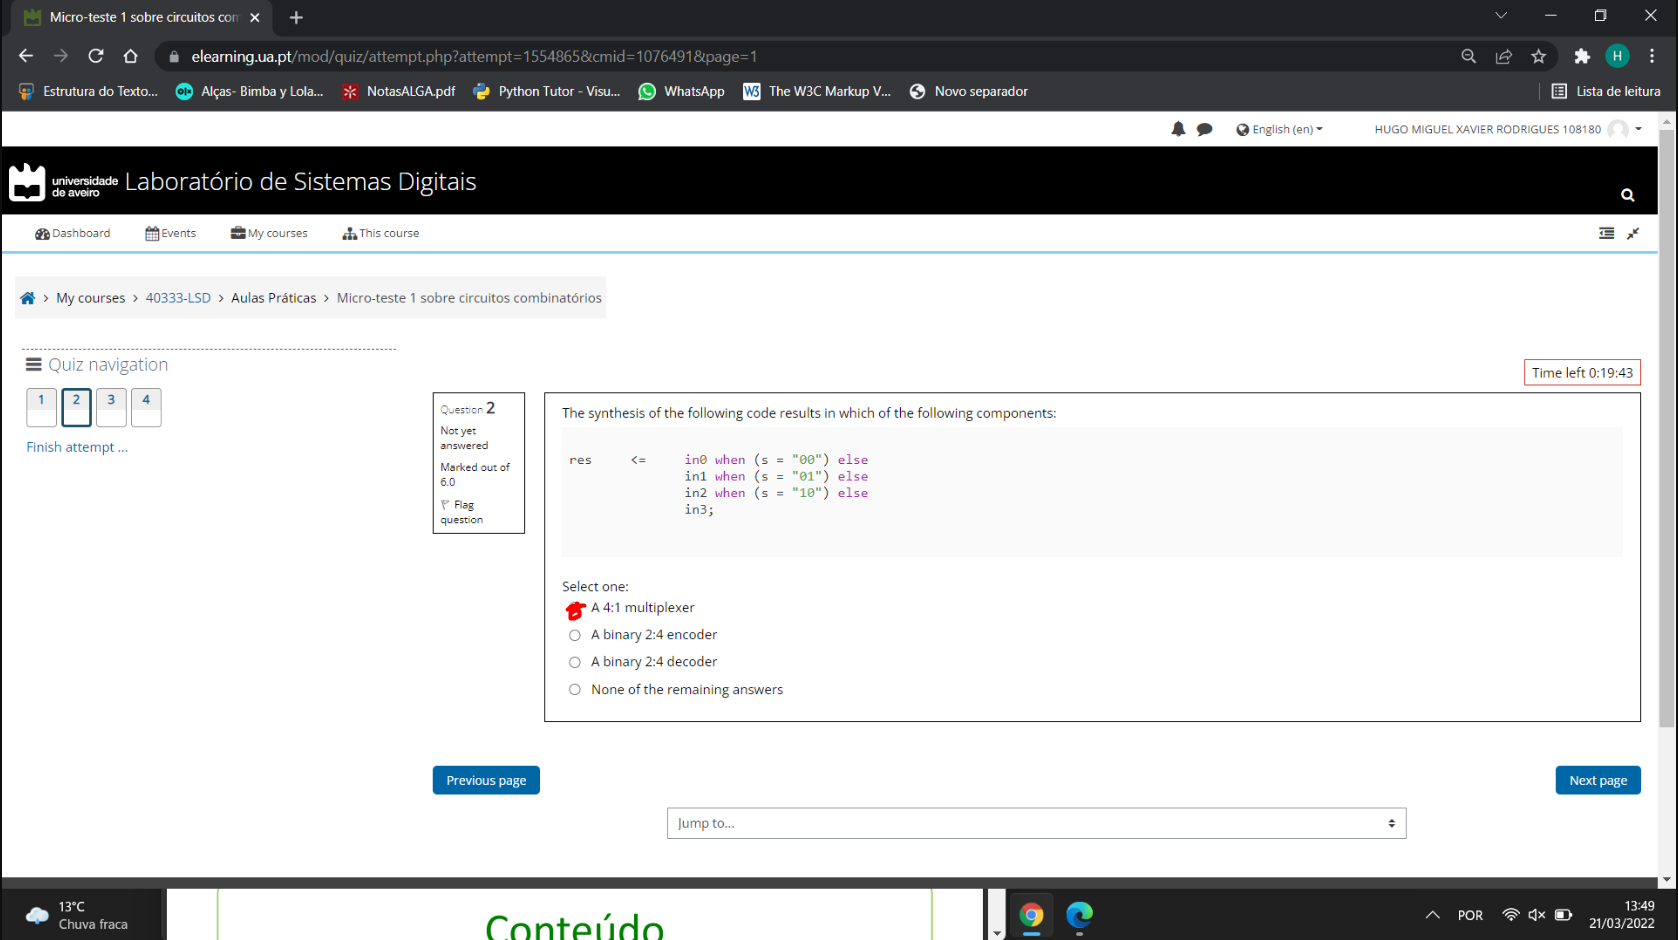 Micro-teste 1 sobre circuitos com
elearning.ua.pt/mod/quiz/attempt.php?attempt=1554865&cmid=1076491&page=1
H
Estrutura do Texto...
Alças- Bimba y Lola...
NotasALGA.pdf
Python Tutor - Visu...
WhatsApp
W3 The W3C Markup V...
Novo separador
Lista de leitura
English (en)
HUGO MIGUEL XAVIER RODRIGUES 108180
universidade
de aveiro
Laboratório de Sistemas Digitais
Dashboard
Events
My courses
This course
My courses > 40333-LSD > Aulas Práticas > Micro-teste 1 sobre circuitos combinatórios
Quiz navigation
1 2 3 4
Finish attempt ...
Time left 0:19:43
Question 2
Not yet
answered
Marked out of
6.0
Flag
question
The synthesis of the following code results in which of the following components:
res <= in0 when (s = "00") else
in1 when (s = "01") else
in2 when (s = "10") else
in3;
Select one:
A 4:1 multiplexer
A binary 2:4 encoder
A binary 2:4 decoder
None of the remaining answers
Previous page
Next page
Jump to...
13°C
Chuva fraca
Conteúdo
POR
13:49
21/03/2022